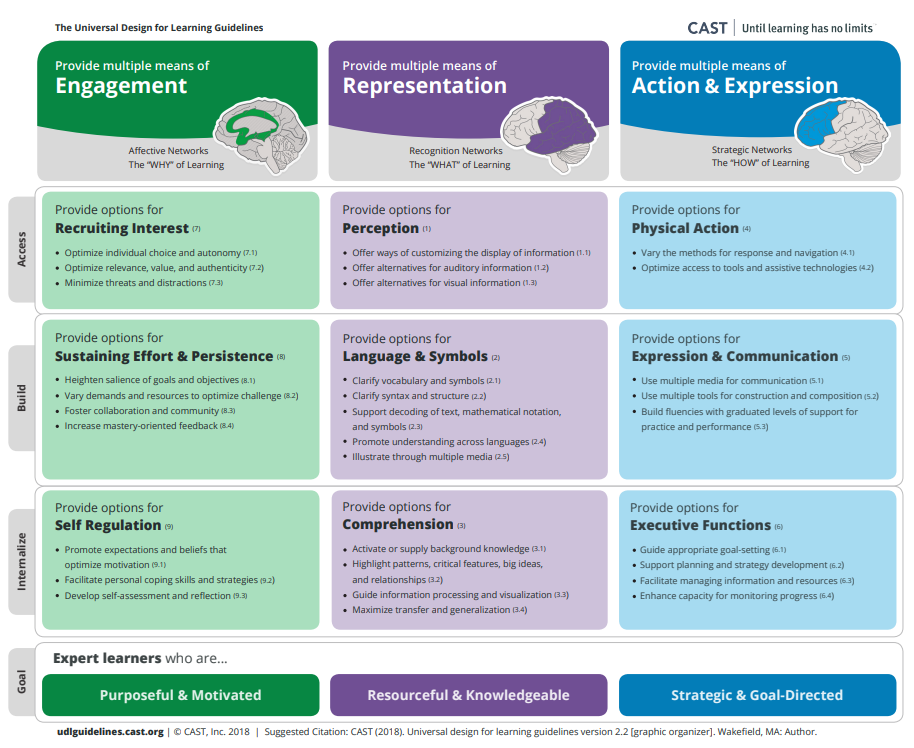 The Universal Design for Learning Guidelines
CAST | Until learning has no limits
Provide multiple means of
Engagement
Affective Networks
The “WHY” of Learning
Provide multiple means of
Representation
Recognition Networks
The “WHAT” of Learning
Provide multiple means of
Action & Expression
Strategic Networks
The “HOW” of Learning
Access
Provide options for
Recruiting Interest (7)
• Optimize individual choice and autonomy (7.1)
• Optimize relevance, value, and authenticity (7.2)
• Minimize threats and distractions (7.3)
Provide options for
Perception (1)
• Offer ways of customizing the display of information (1.1)
• Offer alternatives for auditory information (1.2)
• Offer alternatives for visual information (1.3)
Provide options for
Physical Action (4)
• Vary the methods for response and navigation (4.1)
• Optimize access to tools and assistive technologies (4.2)
Build
Provide options for
Sustaining Effort & Persistence (8)
• Heighten salience of goals and objectives (8.1)
• Vary demands and resources to optimize challenge (8.2)
• Foster collaboration and community (8.3)
• Increase mastery-oriented feedback (8.4)
Provide options for
Language & Symbols (2)
• Clarify vocabulary and symbols (2.1)
• Clarify syntax and structure (2.2)
• Support decoding of text, mathematical notation,
and symbols (2.3)
• Promote understanding across languages (2.4)
• Illustrate through multiple media (2.5)
Provide options for
Expression & Communication (5)
• Use multiple media for communication (5.1)
• Use multiple tools for construction and composition (5.2)
• Build fluencies with graduated levels of support for
practice and performance (5.3)
Internalize
Provide options for
Self Regulation (9)
• Promote expectations and beliefs that
optimize motivation (9.1)
• Facilitate personal coping skills and strategies (9.2)
• Develop self-assessment and reflection (9.3)
Provide options for
Comprehension (3)
• Activate or supply background knowledge (3.1)
• Highlight patterns, critical features, big ideas,
and relationships (3.2)
• Guide information processing and visualization (3.3)
• Maximize transfer and generalization (3.4)
Provide options for
Executive Functions (6)
• Guide appropriate goal-setting (6.1)
• Support planning and strategy development (6.2)
• Facilitate managing information and resources (6.3)
• Enhance capacity for monitoring progress (6.4)
Goal
Expert learners who are...
Purposeful & Motivated
Resourceful & Knowledgeable
Strategic & Goal-Directed
udlguidelines.cast.org | © CAST, Inc. 2018 | Suggested Citation: CAST (2018). Universal design for learning guidelines version 2.2 [graphic organizer]. Wakefield, MA: Author.